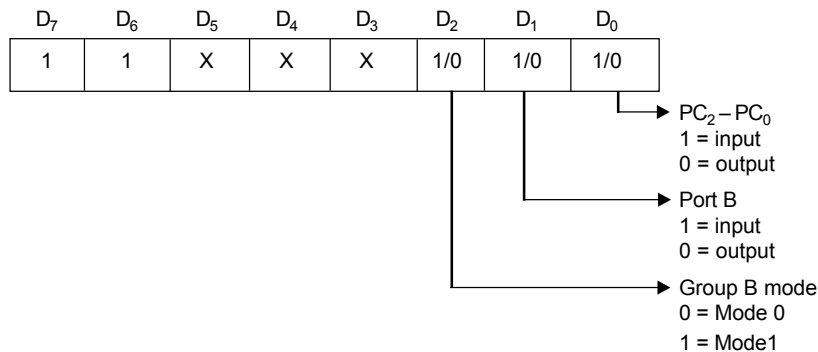 D₇ D₆ D₅ D₄ D₃ D₂ D₁ D₀
1 1 X X X 1/0 1/0 1/0
PC₂ – PC₀
1 = input
0 = output
Port B
1 = input
0 = output
Group B mode
0 = Mode 0
1 = Mode1